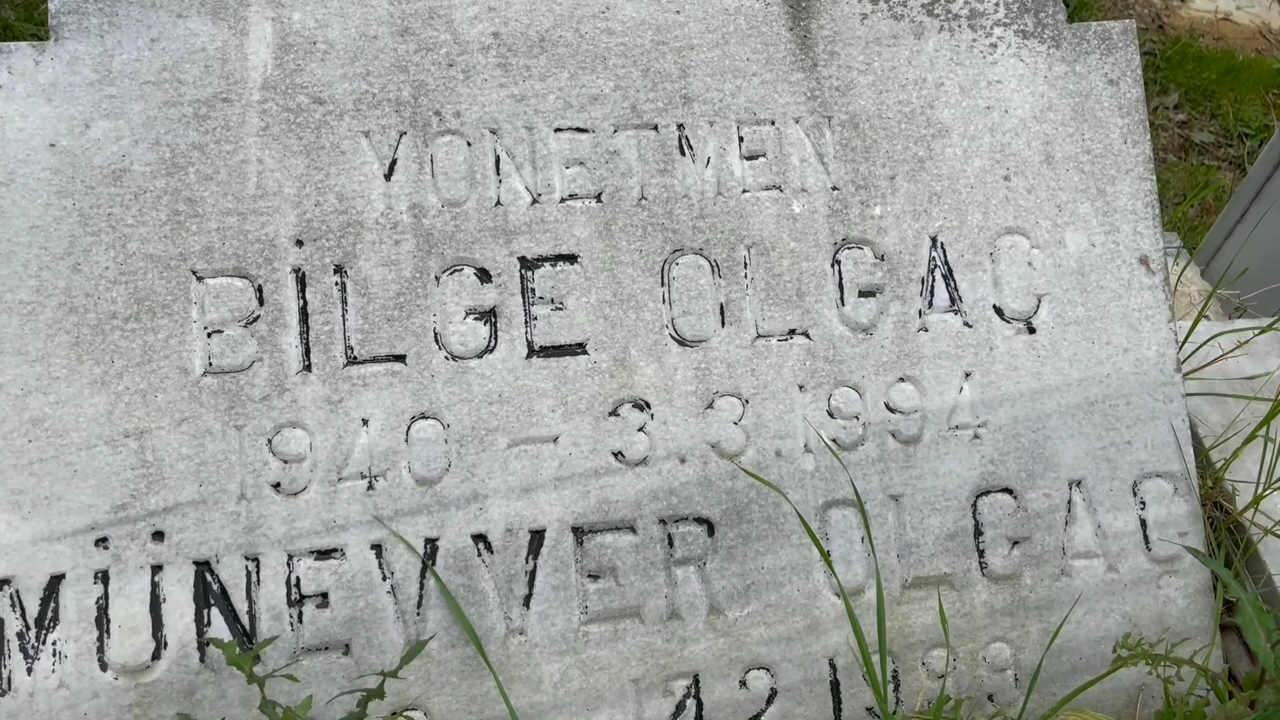 YÖNETMEN
BİLGE OLGAÇ
1940 – 3.3.1994
MÜNEVVER OLGAÇ